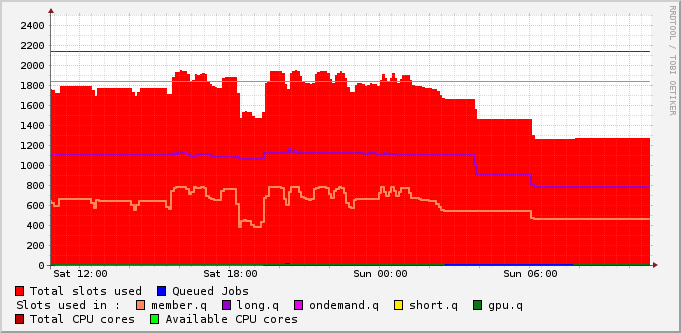 RRDTOOL / TOBI OETIKER
2400
2200
2000
1800
1600
1400
1200
1000
800
600
400
200
0
Sat 12:00 Sat 18:00 Sun 00:00 Sun 06:00
Total slots used Queued Jobs
Slots used in : member.q long.q ondemand.q short.q gpu.q
Total CPU cores Available CPU cores